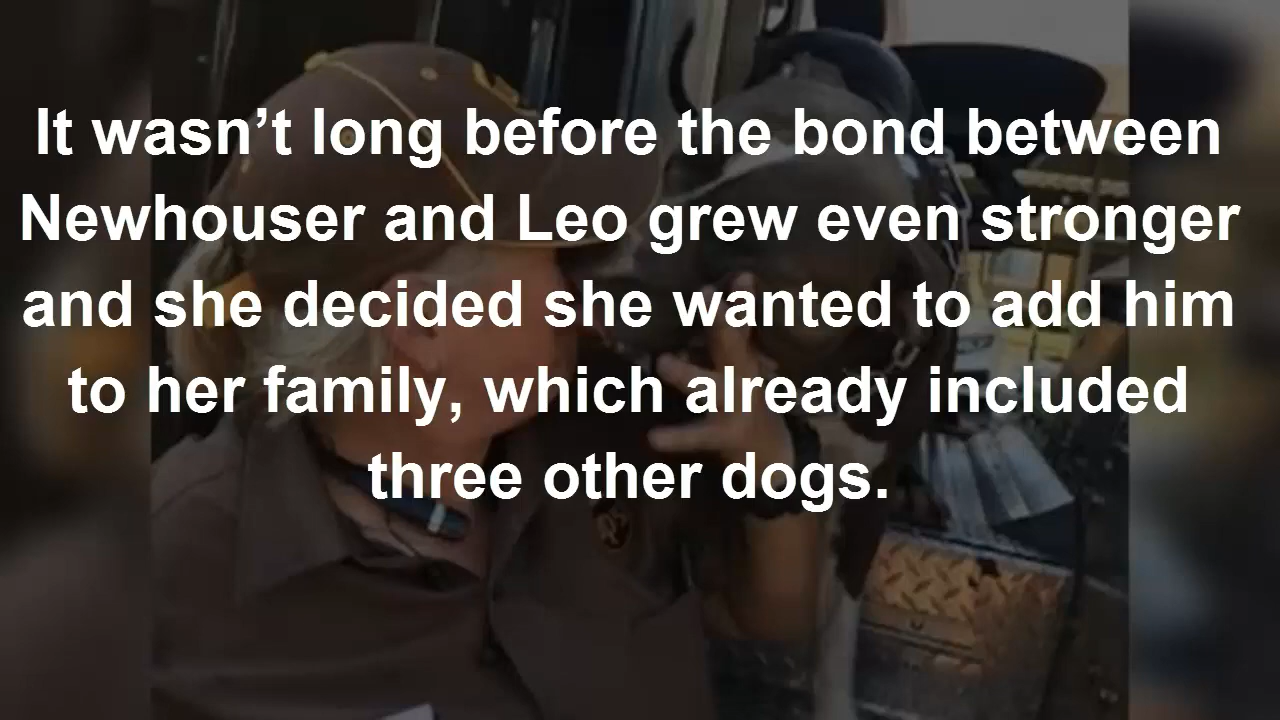 It wasn’t long before the bond between
Newhouser and Leo grew even stronger
and she decided she wanted to add him
to her family, which already included
three other dogs.